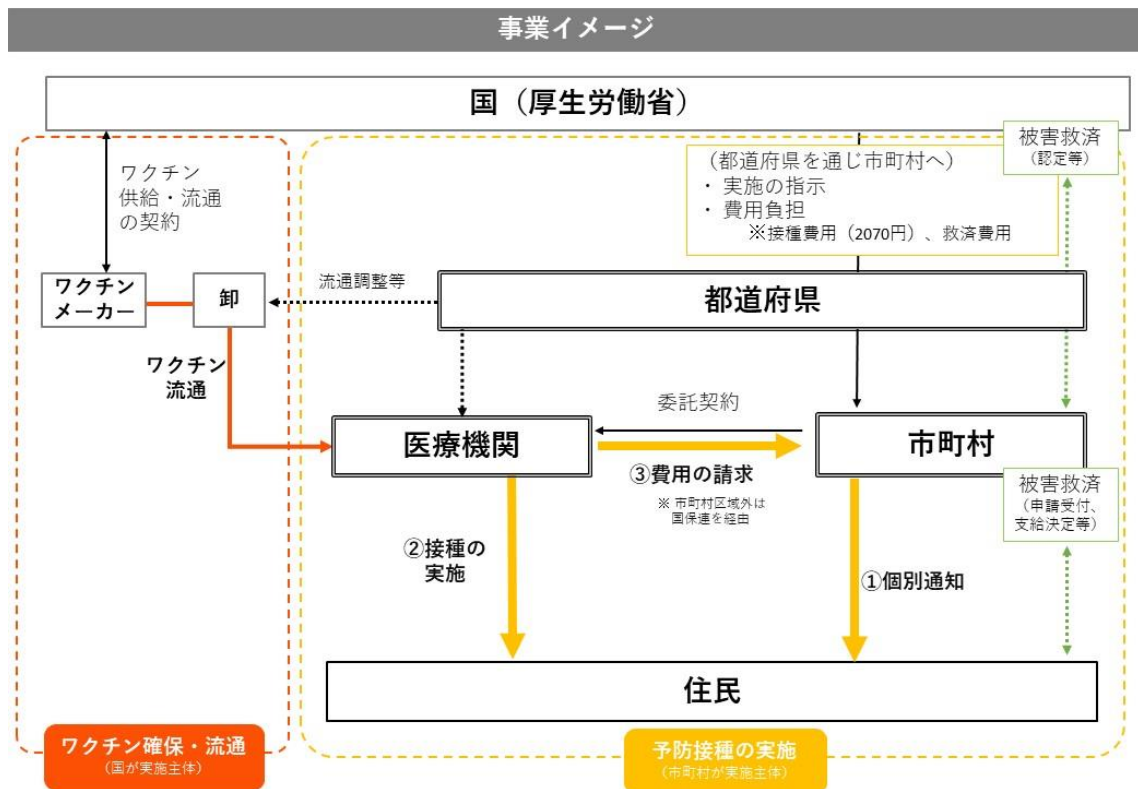 事業イメージ
国（厚生労働省）
被害救済
（認定等）
ワクチン
供給・流通
の契約
（都道府県を通じ市町村へ）
・ 実施の指示
・ 費用負担
※接種費用（2070円）、救済費用
ワクチン
メーカー
卸
流通調整等
都道府県
ワクチン
流通
委託契約
医療機関
市町村
③費用の請求
※ 市町村区域外は
国保連を経由
被害救済
（申請受付、
支給決定等）
②接種の
実施
①個別通知
住民
ワクチン確保・流通
（国が実施主体）
予防接種の実施
（市町村が実施主体）